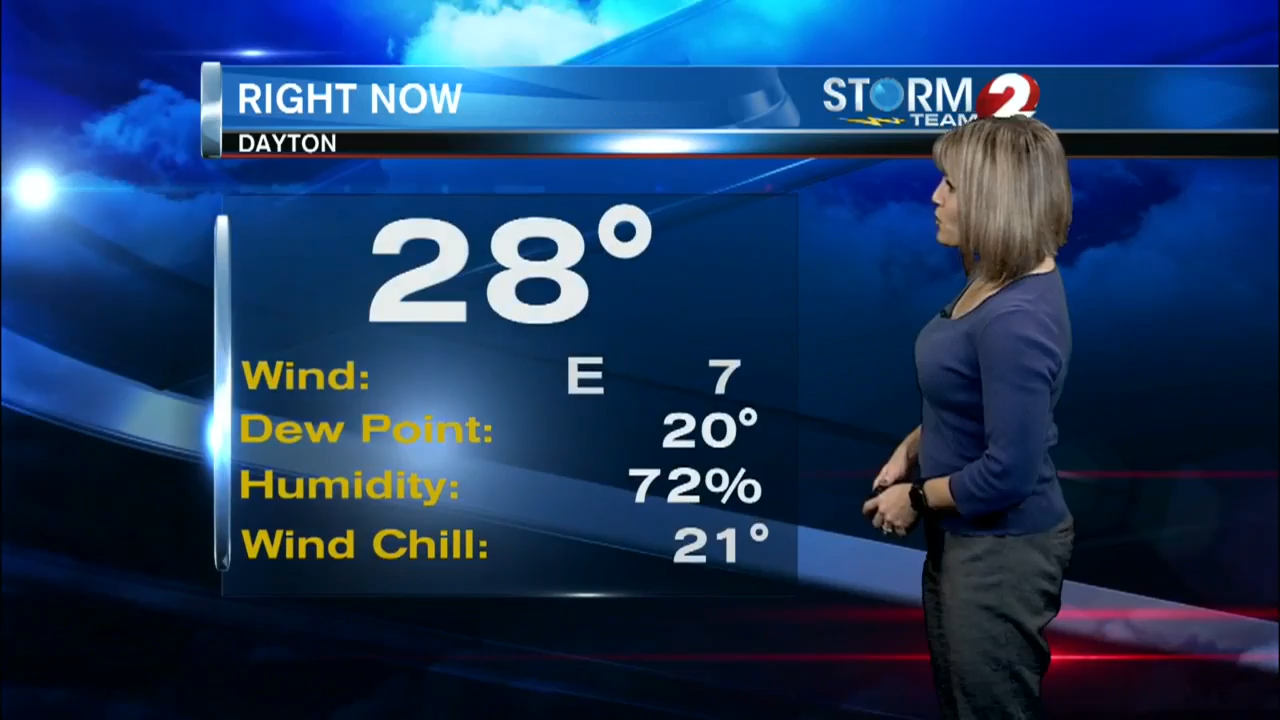 RIGHT NOW
STORM TEAM 2
DAYTON
28°
Wind: E 7
Dew Point: 20°
Humidity: 72%
Wind Chill: 21°